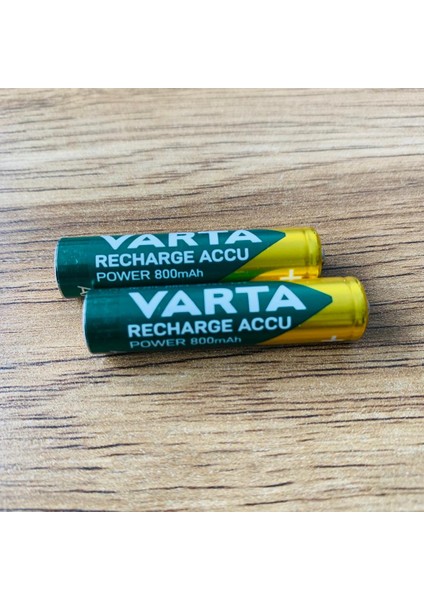 VARTA
RECHARGE ACCU
POWER 800mAh
+
VARTA
RECHARGE ACCU
POWER 800mAh
+